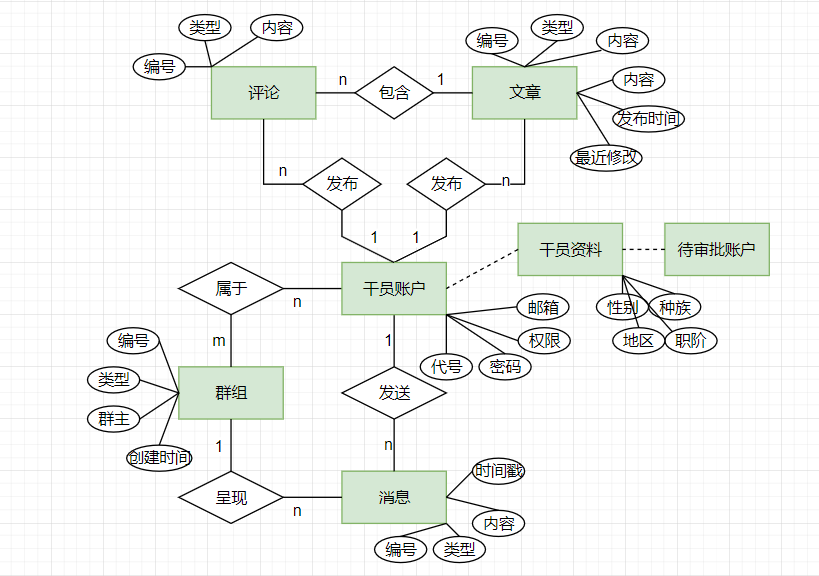 类型
内容
编号
评论
n
包含
1
编号
类型
内容
文章
内容
发布时间
最近修改
n
发布
1
发布
n
1
干员资料
待审批账户
性别
种族
地区
职阶
属于
n
干员账户
邮箱
权限
代号
密码
m
1
编号
类型
群主
创建时间
群组
发送
1
n
呈现
n
消息
时间戳
内容
编号
类型